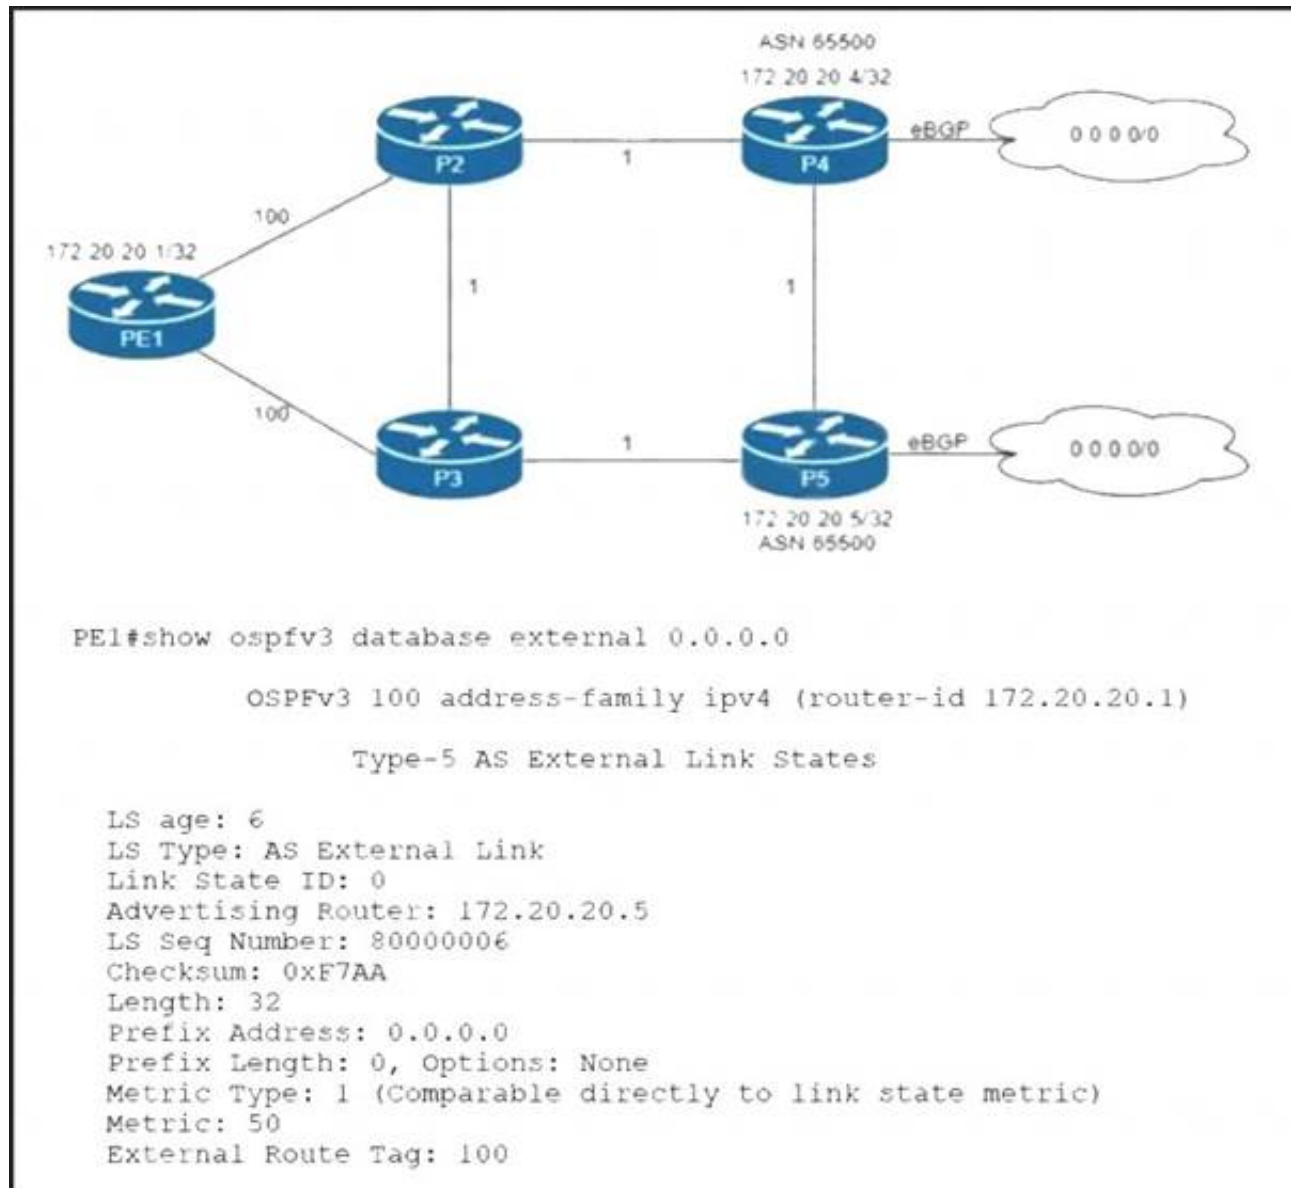 ASN 65500
172 20 20 4/32
P2
1
P4
eBGP
0 0 0 0/0
100
172 20 20 1/32
1
1
PE1
100
P3
1
P5
eBGP
0 0 0 0/0
172 20 20 5/32
ASN 65500
PE1#show ospfv3 database external 0.0.0.0
OSPFv3 100 address-family ipv4 (router-id 172.20.20.1)
Type-5 AS External Link States
LS age: 6
LS Type: AS External Link
Link State ID: 0
Advertising Router: 172.20.20.5
LS Seq Number: 80000006
Checksum: 0xF7AA
Length: 32
Prefix Address: 0.0.0.0
Prefix Length: 0, Options: None
Metric Type: 1 (Comparable directly to link state metric)
Metric: 50
External Route Tag: 100